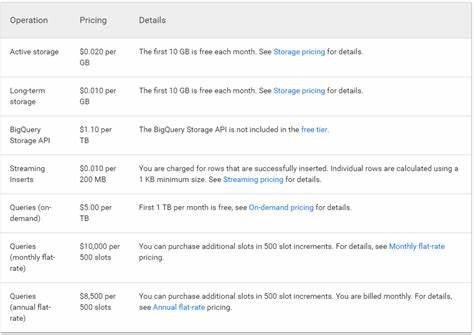 Operation Pricing Details
Active storage $0.020 per The first 10 GB is free each month. See Storage pricing for details.
GB
Long-term $0.010 per The first 10 GB is free each month. See Storage pricing for details.
storage GB
BigQuery $1.10 per The BigQuery Storage API is not included in the free tier.
Storage API TB
Streaming $0.010 per You are charged for rows that are successfully inserted. Individual rows are calculated using a
Inserts 200 MB 1 KB minimum size. See Streaming pricing for details.
Queries (on- $5.00 per First 1 TB per month is free, see On-demand pricing for details.
demand) TB
Queries $10,000 per You can purchase additional slots in 500 slot increments. For details, see Monthly flat-rate
(monthly flat- 500 slots pricing.
rate)
Queries $8,500 per You can purchase additional slots in 500 slot increments. You are billed monthly. For details,
(annual flat- 500 slots see Annual flat-rate pricing.
rate)